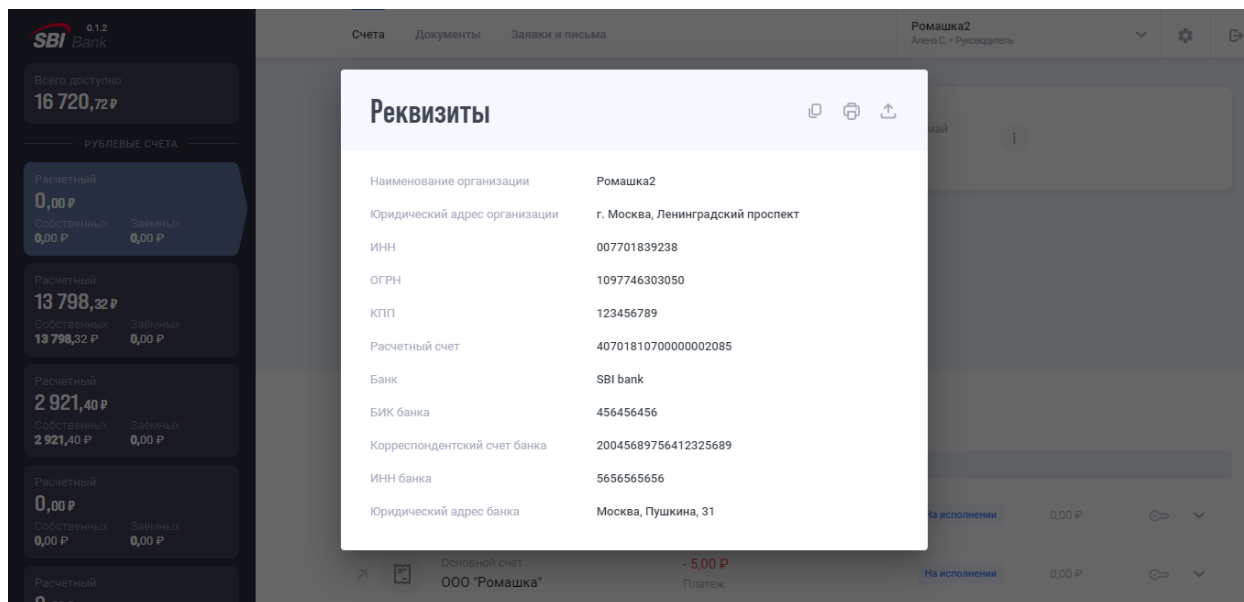 0.1.2
SBI Bank
Счета Документы Заявки и письма
Ромашка2
Алена С. • Руководитель
Всего доступно
16 720,72 ₽
РУБЛЕВЫЕ СЧЕТА
Расчетный
0,00 ₽
Собственных Заёмных
0,00 ₽ 0,00 ₽
Расчетный
13 798,32 ₽
Собственных Заёмных
13 798,32 ₽ 0,00 ₽
Расчетный
2 921,40 ₽
Собственных Заёмных
2 921,40 ₽ 0,00 ₽
Расчетный
0,00 ₽
Собственных Заёмных
0,00 ₽ 0,00 ₽
Расчетный
Реквизиты
Наименование организации Ромашка2
Юридический адрес организации г. Москва, Ленинградский проспект
ИНН 007701839238
ОГРН 1097746303050
КПП 123456789
Расчетный счет 40701810700000002085
Банк SBI bank
БИК банка 456456456
Корреспондентский счет банка 20045689756412325689
ИНН банка 5656565656
Юридический адрес банка Москва, Пушкина, 31
май
На исполнении 0,00 ₽
Основной счет - 5,00 ₽
ООО "Ромашка" Платеж
На исполнении 0,00 ₽